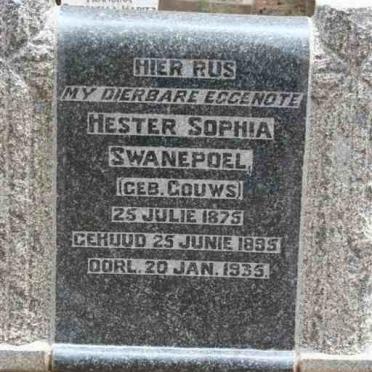 HIER RUS
MY DIERBARE EGGENOTE
HESTER SOPHIA
SWANEPOEL,
(GEB. GOUWS)
25 JULIE 1875
GEHUUD 25 JUNIE 1895
OORL. 20 JAN. 1935.